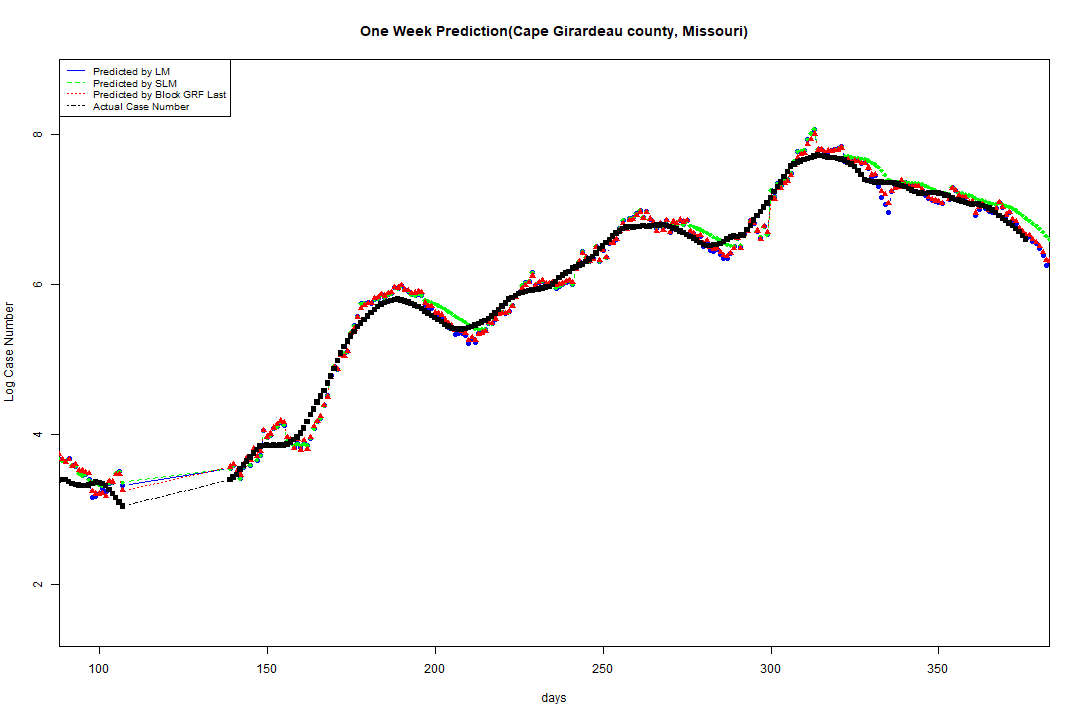 One Week Prediction(Cape Girardeau county, Missouri)
Predicted by LM
Predicted by SLM
Predicted by Block GRF Last
Actual Case Number
8
6
4
2
Log Case Number
100 150 200 250 300 350
days